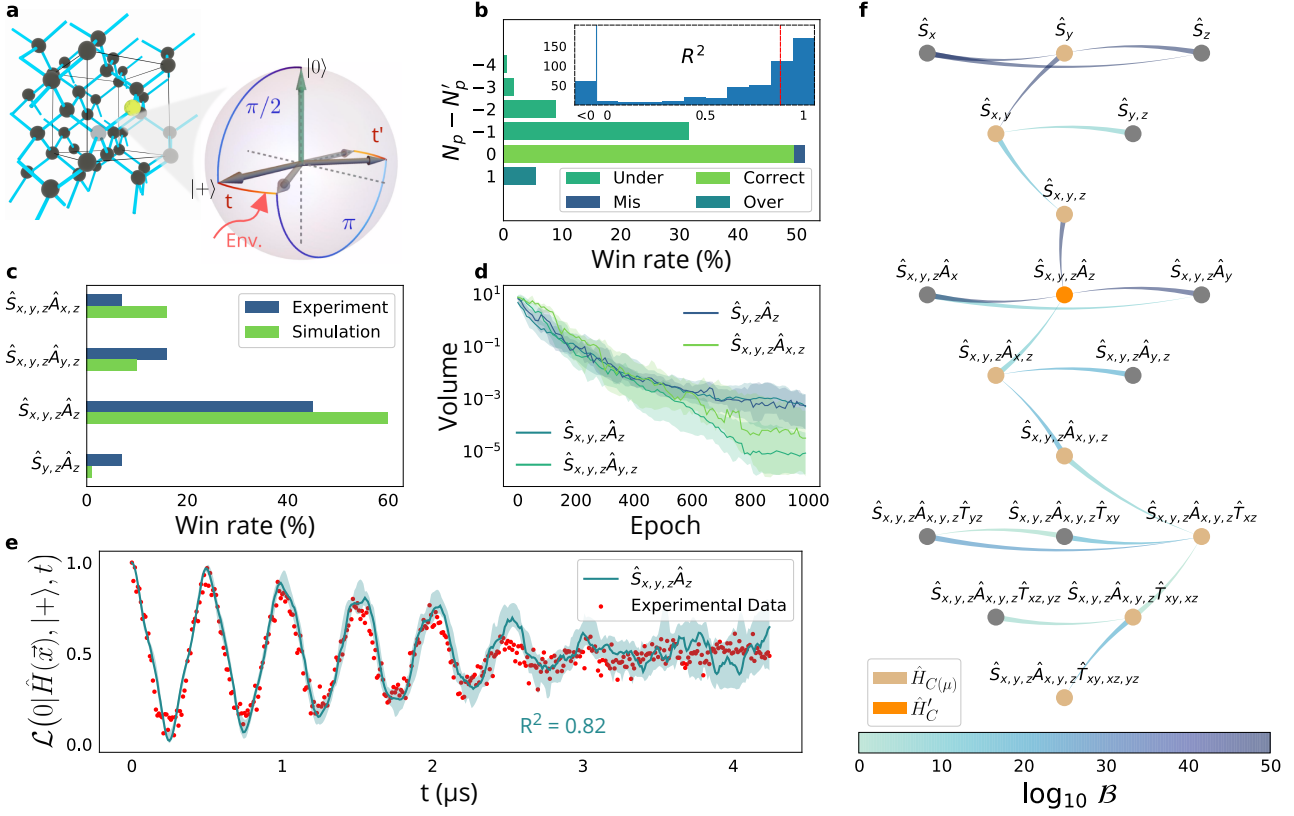 a
|0⟩
π/2
t'
|+⟩
t
π
Env.
b
N_p − N'_p
−4
−3
−2
−1
0
1
150
100
50
R²
<0
0
0.5
1
Under
Correct
Mis
Over
0
10
20
30
40
50
Win rate (%)
c
Ŝ_{x,y,z}Â_{x,z}
Ŝ_{x,y,z}Â_{y,z}
Ŝ_{x,y,z}Â_z
Ŝ_{y,z}Â_z
Experiment
Simulation
0
20
40
60
Win rate (%)
d
Volume
10¹
10⁻¹
10⁻³
10⁻⁵
Ŝ_{y,z}Â_z
Ŝ_{x,y,z}Â_{x,z}
Ŝ_{x,y,z}Â_z
Ŝ_{x,y,z}Â_{y,z}
0
200
400
600
800
1000
Epoch
e
ℒ(0|Ĥ(x⃗), |+⟩, t)
1.0
0.5
0.0
Ŝ_{x,y,z}Â_z
Experimental Data
R² = 0.82
0
1
2
3
4
t (μs)
f
Ŝ_x
Ŝ_y
Ŝ_z
Ŝ_{x,y}
Ŝ_{y,z}
Ŝ_{x,y,z}
Ŝ_{x,y,z}Â_x
Ŝ_{x,y,z}Â_z
Ŝ_{x,y,z}Â_y
Ŝ_{x,y,z}Â_{x,z}
Ŝ_{x,y,z}Â_{y,z}
Ŝ_{x,y,z}Â_{x,y,z}
Ŝ_{x,y,z}Â_{x,y,z}T̂_{yz}
Ŝ_{x,y,z}Â_{x,y,z}T̂_{xy}
Ŝ_{x,y,z}Â_{x,y,z}T̂_{xz}
Ŝ_{x,y,z}Â_{x,y,z}T̂_{xz,yz}
Ŝ_{x,y,z}Â_{x,y,z}T̂_{xy,xz}
Ŝ_{x,y,z}Â_{x,y,z}T̂_{xy,xz,yz}
Ĥ_{C(μ)}
Ĥ'_C
0
10
20
30
40
50
log₁₀ ℬ